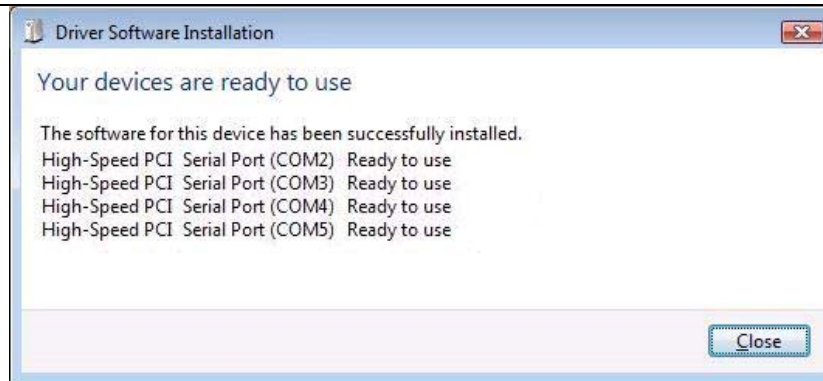 Driver Software Installation
Your devices are ready to use
The software for this device has been successfully installed.
High-Speed PCI Serial Port (COM2) Ready to use
High-Speed PCI Serial Port (COM3) Ready to use
High-Speed PCI Serial Port (COM4) Ready to use
High-Speed PCI Serial Port (COM5) Ready to use
Close